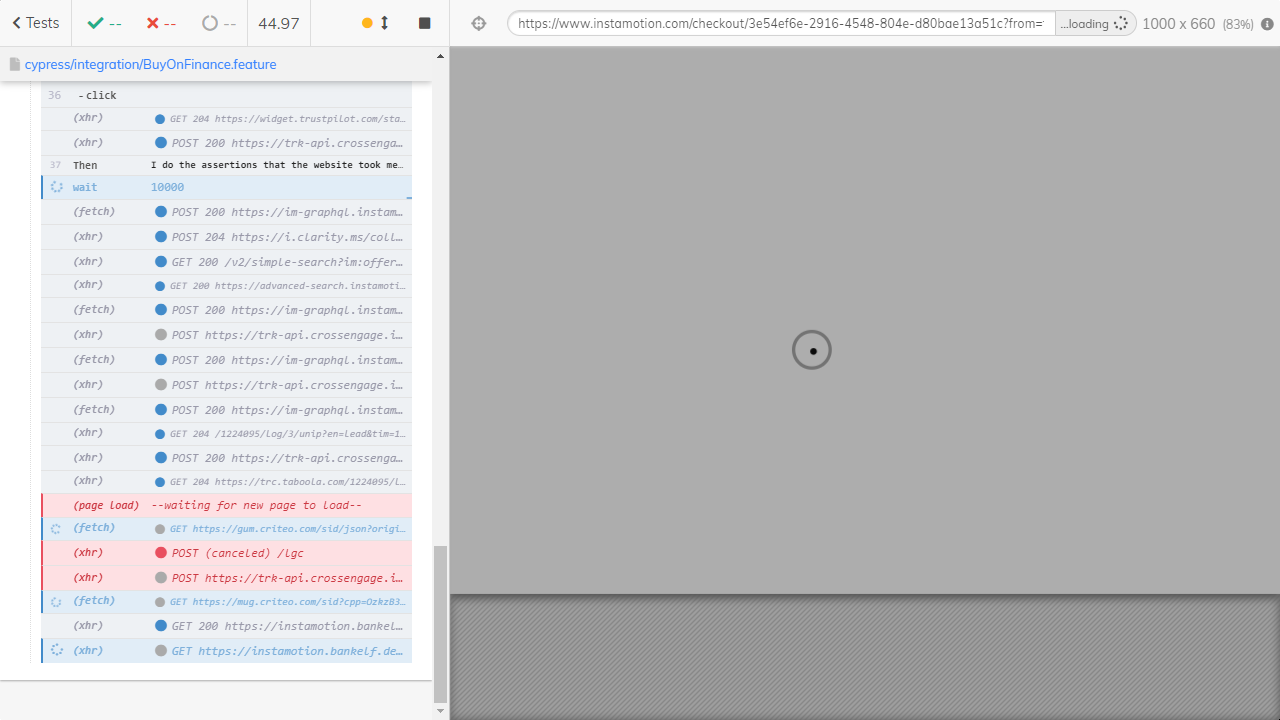 Tests
--
--
--
44.97
https://www.instamotion.com/checkout/3e54ef6e-2916-4548-804e-d80bae13a51c?from=
...loading
1000 x 660 (83%)
cypress/integration/BuyOnFinance.feature
36 - click
(xhr) GET 204 https://widget.trustpilot.com/sta…
(xhr) POST 200 https://trk-api.crossenga…
37 Then I do the assertions that the website took me…
wait 10000
(fetch) POST 200 https://im-graphql.instam…
(xhr) POST 204 https://i.clarity.ms/coll…
(xhr) GET 200 /v2/simple-search?im:offer…
(xhr) GET 200 https://advanced-search.instamoti…
(fetch) POST 200 https://im-graphql.instam…
(xhr) POST https://trk-api.crossengage.i…
(fetch) POST 200 https://im-graphql.instam…
(xhr) POST https://trk-api.crossengage.i…
(fetch) POST 200 https://im-graphql.instam…
(xhr) GET 204 /1224095/log/3/unip?en=lead&tim=1…
(xhr) POST 200 https://trk-api.crossenga…
(xhr) GET 204 https://trc.taboola.com/1224095/l…
(page load) --waiting for new page to load--
(fetch) GET https://gum.criteo.com/sid/json?origi…
(xhr) POST (canceled) /lgc
(xhr) POST https://trk-api.crossengage.i…
(fetch) GET https://mug.criteo.com/sid?cpp=OzkzB3…
(xhr) GET 200 https://instamotion.bankel…
(xhr) GET https://instamotion.bankelf.de…